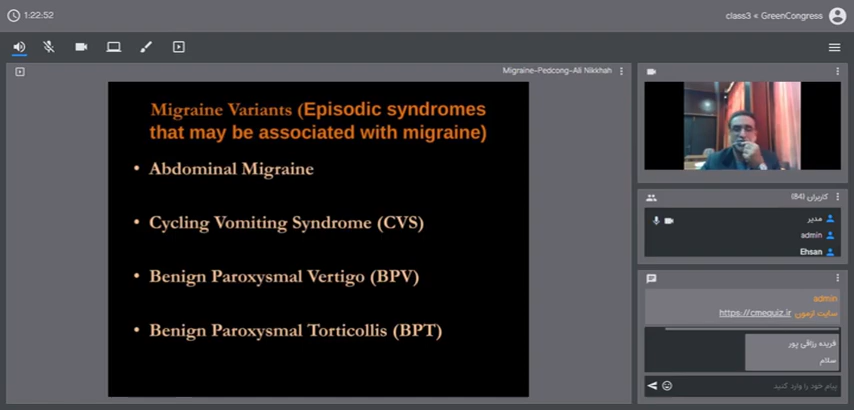 1:22:52
class3 < GreenCongress
Migraine-Pedcong-Ali Nikkhah
Migraine Variants (Episodic syndromes
that may be associated with migraine)
• Abdominal Migraine
• Cycling Vomiting Syndrome (CVS)
• Benign Paroxysmal Vertigo (BPV)
• Benign Paroxysmal Torticollis (BPT)
کاربران (84)
مدیر
admin
Ehsan
admin
سایت ازمون https://cmequiz.ir
فریده رزاقی پور
سلام
پیام خود را وارد کنید